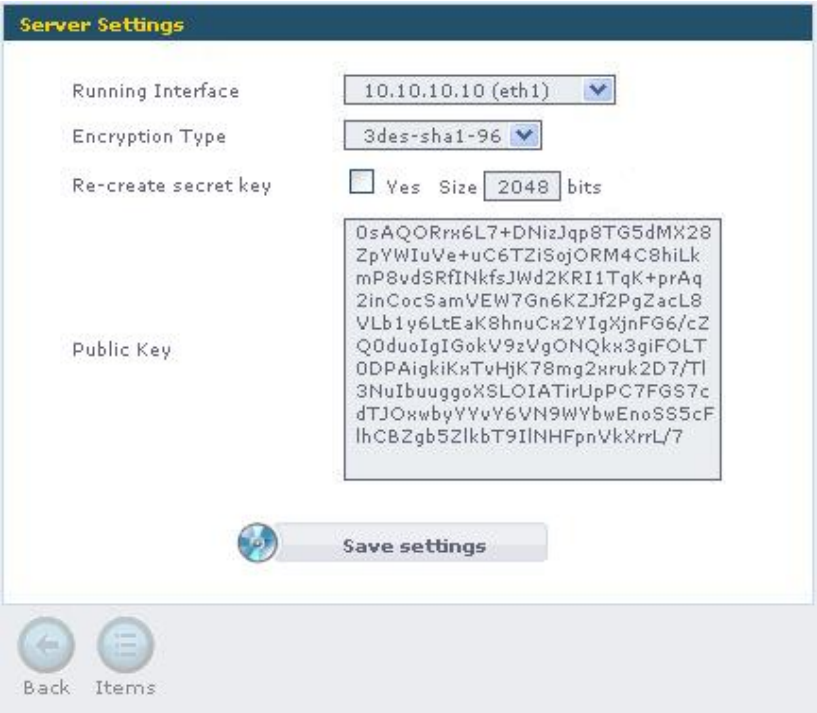 Server Settings
Running Interface 10.10.10.10 (eth1)
Encryption Type 3des-sha1-96
Re-create secret key Yes Size 2048 bits
Public Key
0sAQORrx6L7+DNizJqp8TG5dMX28
ZpYWIuVe+uC6TZiSojORM4C8hiLk
mP8vdSRfINkfsJWd2KRI1TqK+prAq
2inCocSamVEW7Gn6KZJf2PgZacL8
VLb1y6LtEaK8hnuCx2YIgXjnFG6/cZ
Q0duoIgIGokV9zVgONQkx3giFOLT
0DPAigkiKxTvHjK78mg2xruk2D7/Tl
3NuIbuuggoXSLOIATirUpPC7FGS7c
dTJOxwbyYYvY6VN9WYbwEnoSS5cF
lhCBZgb5ZlkbT9IlNHFpnVkXrrL/7
Save settings
Back Items